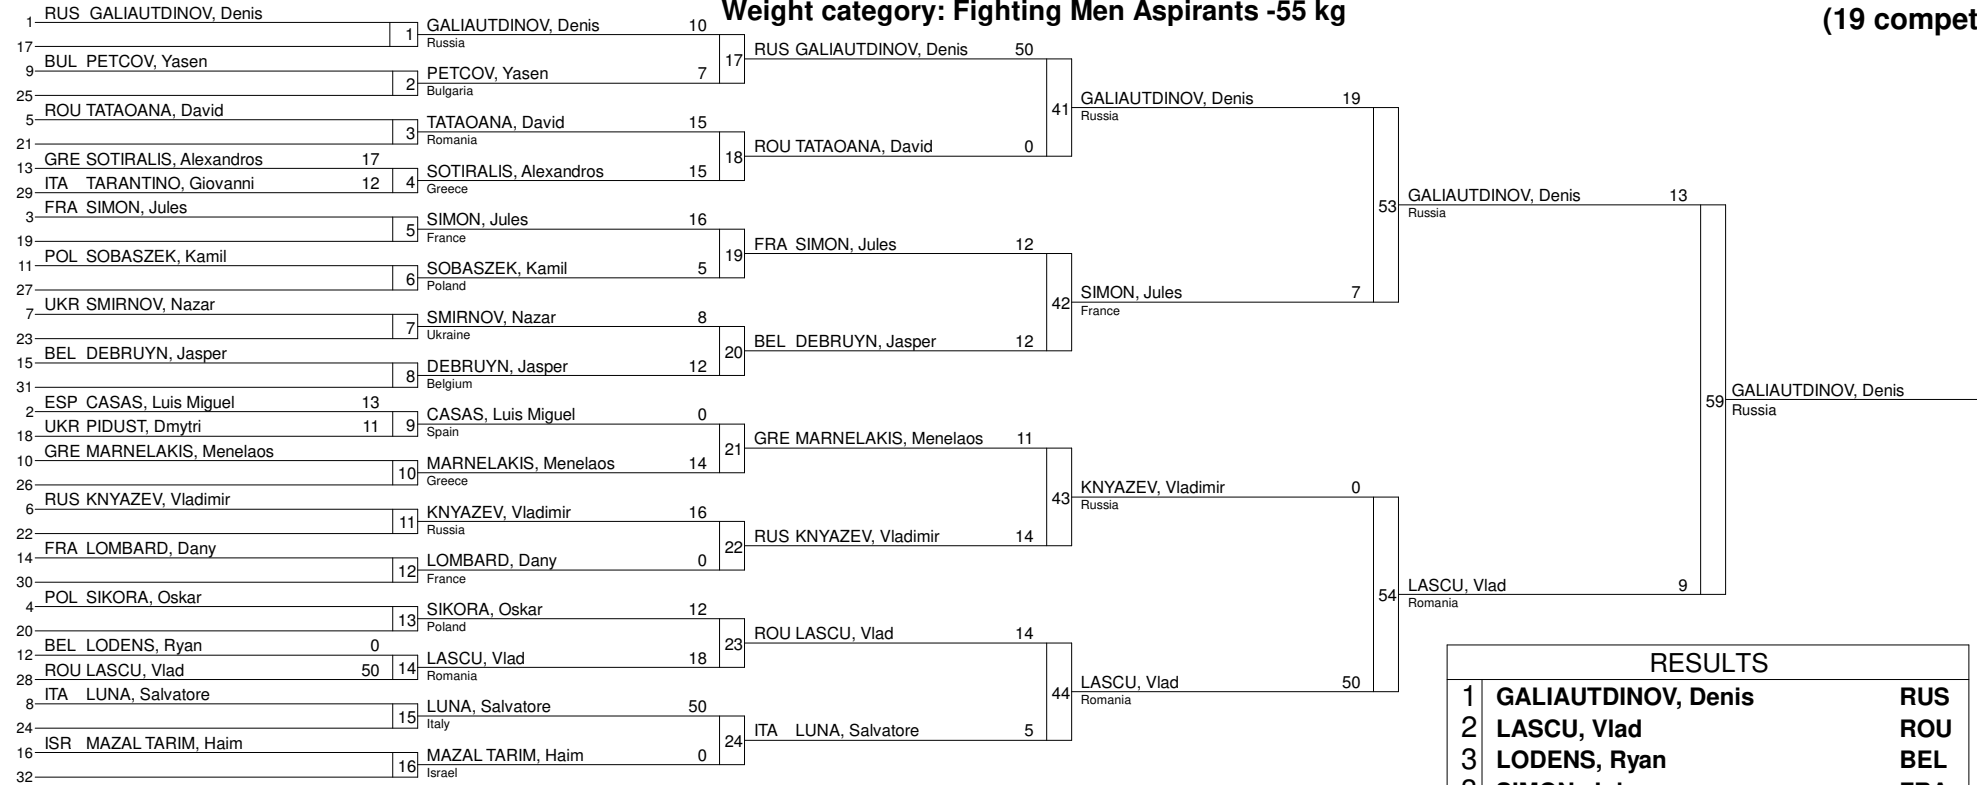 Weight category: Fighting Men Aspirants -55 kg
(19 compet
1 RUS GALIAUTDINOV, Denis
17
1
9 BUL PETCOV, Yasen
25
2
5 ROU TATAOANA, David
21
3
13 GRE SOTIRALIS, Alexandros 17
29 ITA TARANTINO, Giovanni 12
4
3 FRA SIMON, Jules
19
5
11 POL SOBASZEK, Kamil
27
6
7 UKR SMIRNOV, Nazar
23
7
15 BEL DEBRUYN, Jasper
31
8
2 ESP CASAS, Luis Miguel 13
18 UKR PIDUST, Dmytri 11
9
10 GRE MARNELAKIS, Menelaos
26
10
6 RUS KNYAZEV, Vladimir
22
11
14 FRA LOMBARD, Dany
30
12
4 POL SIKORA, Oskar
20
13
12 BEL LODENS, Ryan 0
28 ROU LASCU, Vlad 50
14
8 ITA LUNA, Salvatore
24
15
16 ISR MAZAL TARIM, Haim
32
16
GALIAUTDINOV, Denis 10
Russia
PETCOV, Yasen 7
Bulgaria
17
TATAOANA, David 15
Romania
SOTIRALIS, Alexandros 15
Greece
18
SIMON, Jules 16
France
SOBASZEK, Kamil 5
Poland
19
SMIRNOV, Nazar 8
Ukraine
DEBRUYN, Jasper 12
Belgium
20
CASAS, Luis Miguel 0
Spain
MARNELAKIS, Menelaos 14
Greece
21
KNYAZEV, Vladimir 16
Russia
LOMBARD, Dany 0
France
22
SIKORA, Oskar 12
Poland
LASCU, Vlad 18
Romania
23
LUNA, Salvatore 50
Italy
MAZAL TARIM, Haim 0
Israel
24
RUS GALIAUTDINOV, Denis 50
ROU TATAOANA, David 0
41
FRA SIMON, Jules 12
BEL DEBRUYN, Jasper 12
42
GRE MARNELAKIS, Menelaos 11
RUS KNYAZEV, Vladimir 14
43
ROU LASCU, Vlad 14
ITA LUNA, Salvatore 5
44
GALIAUTDINOV, Denis 19
Russia
SIMON, Jules 7
France
53
KNYAZEV, Vladimir 0
Russia
LASCU, Vlad 50
Romania
54
GALIAUTDINOV, Denis 13
Russia
LASCU, Vlad 9
Romania
59
GALIAUTDINOV, Denis
Russia
RESULTS
1 GALIAUTDINOV, Denis RUS
2 LASCU, Vlad ROU
3 LODENS, Ryan BEL